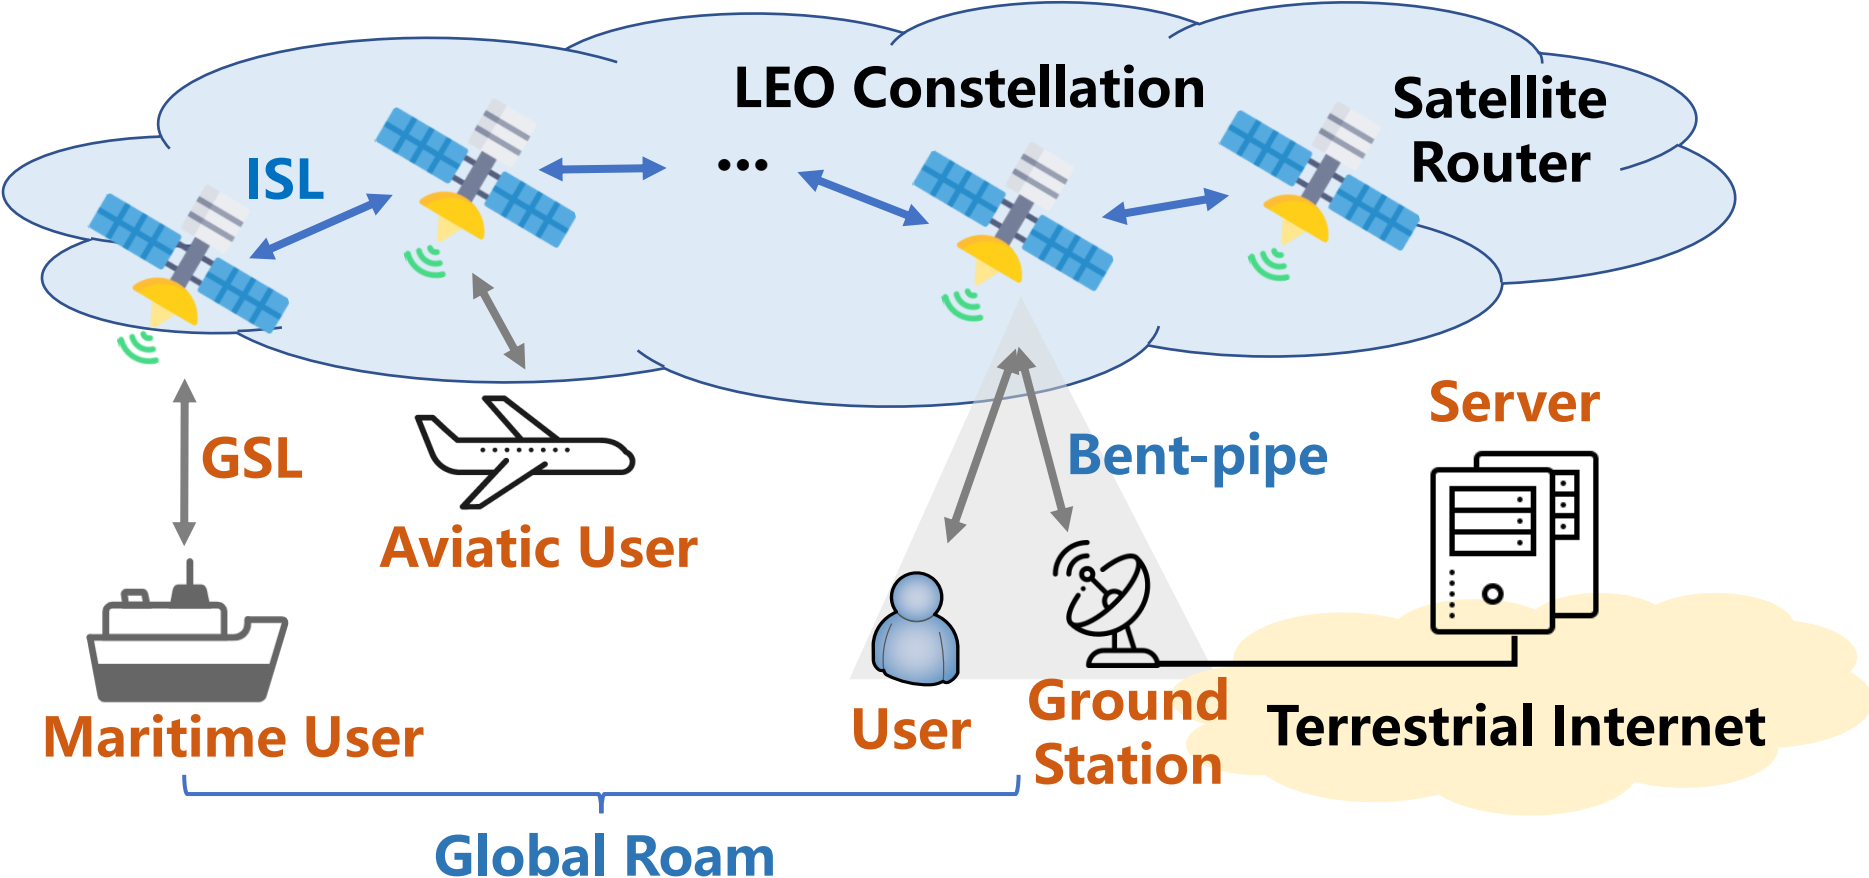 LEO Constellation
Satellite
Router
ISL
...
Server
GSL
Bent-pipe
Aviatic User
Maritime User
User
Ground
Station
Terrestrial Internet
Global Roam